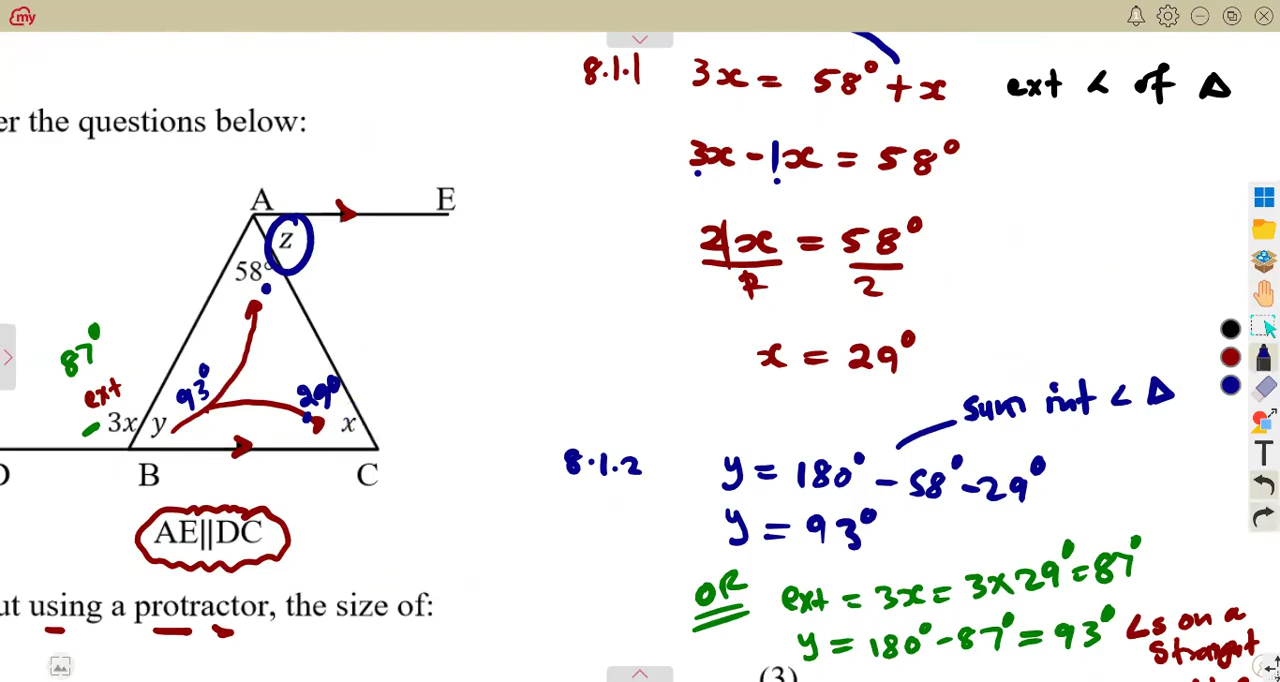 my
er the questions below:
A
E
z
58°
87°
ext
93°
29°
3x
y
x
D
B
C
AE||DC
ut using a protractor, the size of:
8.1.1 3x = 58° + x ext < of Δ
3x - 1x = 58°
2x = 58°
2 2
x = 29°
sum int < Δ
8.1.2 y = 180° - 58° - 29°
y = 93°
OR ext = 3x = 3x29° = 87°
y = 180° - 87° = 93° <s on a
straight
(3)
T